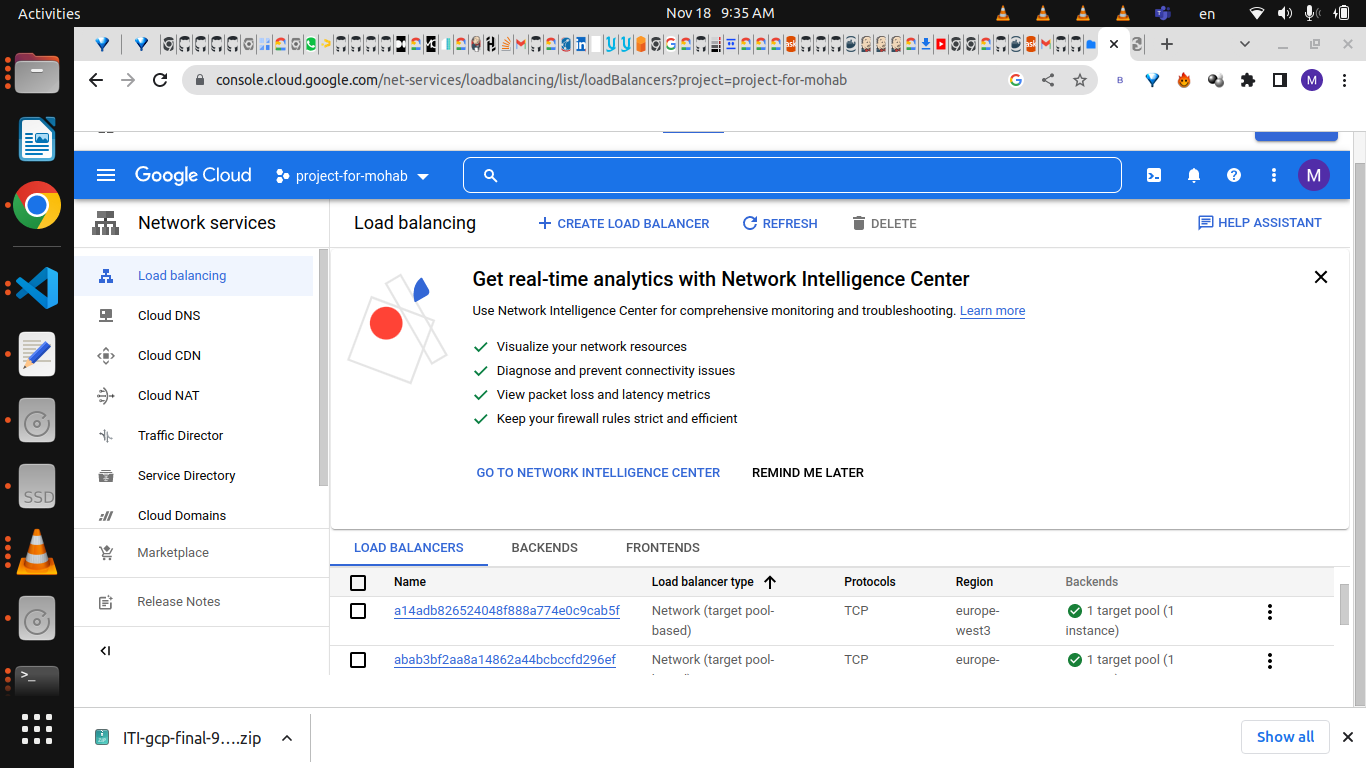 Activities
Nov 18 9:35 AM
en
console.cloud.google.com/net-services/loadbalancing/list/loadBalancers?project=project-for-mohab
B
M
Google Cloud
project-for-mohab
M
Network services
Load balancing
CREATE LOAD BALANCER
REFRESH
DELETE
HELP ASSISTANT
Load balancing
Cloud DNS
Cloud CDN
Cloud NAT
Traffic Director
Service Directory
Cloud Domains
Marketplace
Release Notes
Get real-time analytics with Network Intelligence Center
Use Network Intelligence Center for comprehensive monitoring and troubleshooting. Learn more
Visualize your network resources
Diagnose and prevent connectivity issues
View packet loss and latency metrics
Keep your firewall rules strict and efficient
GO TO NETWORK INTELLIGENCE CENTER
REMIND ME LATER
LOAD BALANCERS
BACKENDS
FRONTENDS
Name
Load balancer type
Protocols
Region
Backends
a14adb826524048f888a774e0c9cab5f
Network (target pool-
based)
TCP
europe-
west3
1 target pool (1
instance)
abab3bf2aa8a14862a44bcbccfd296ef
Network (target pool-
TCP
europe-
1 target pool (1
SSD
ITI-gcp-final-9....zip
Show all